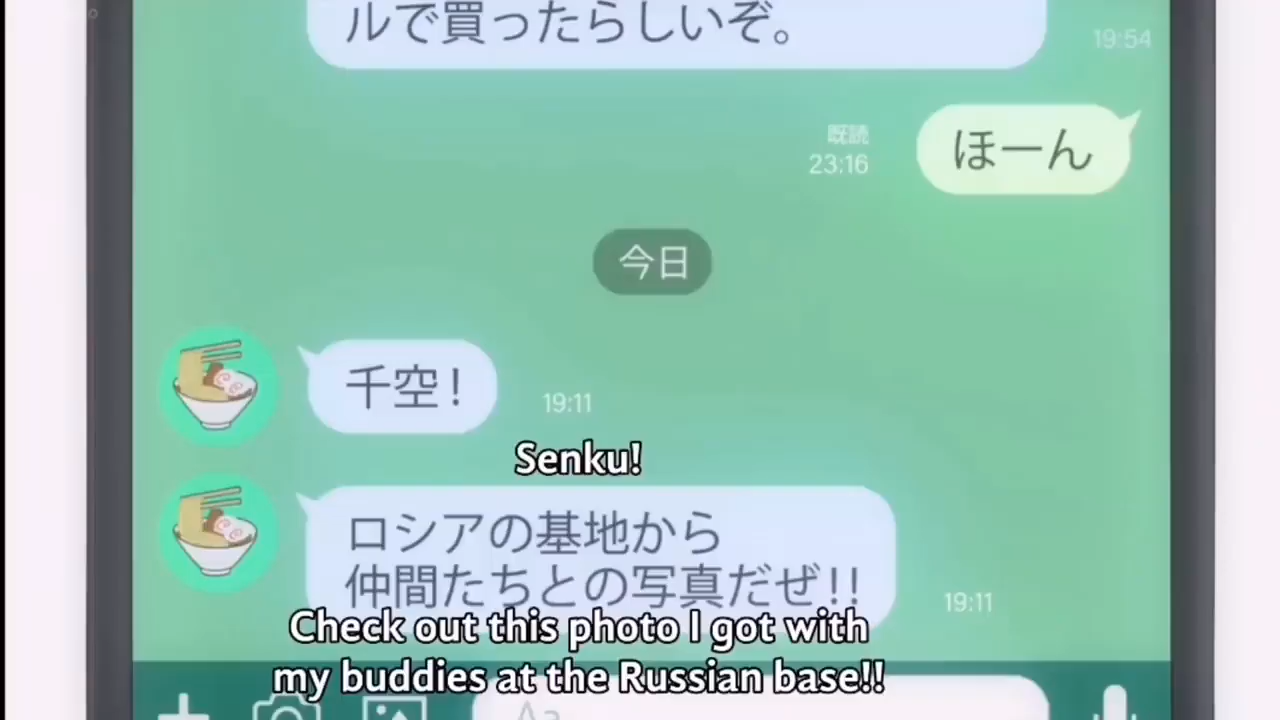 ルで買ったらしいぞ。
19:54
既読
23:16
ほーん
今日
千空!
19:11
Senku!
ロシアの基地から
仲間たちとの写真だぜ!!
19:11
Check out this photo I got with
my buddies at the Russian base!!
Aa